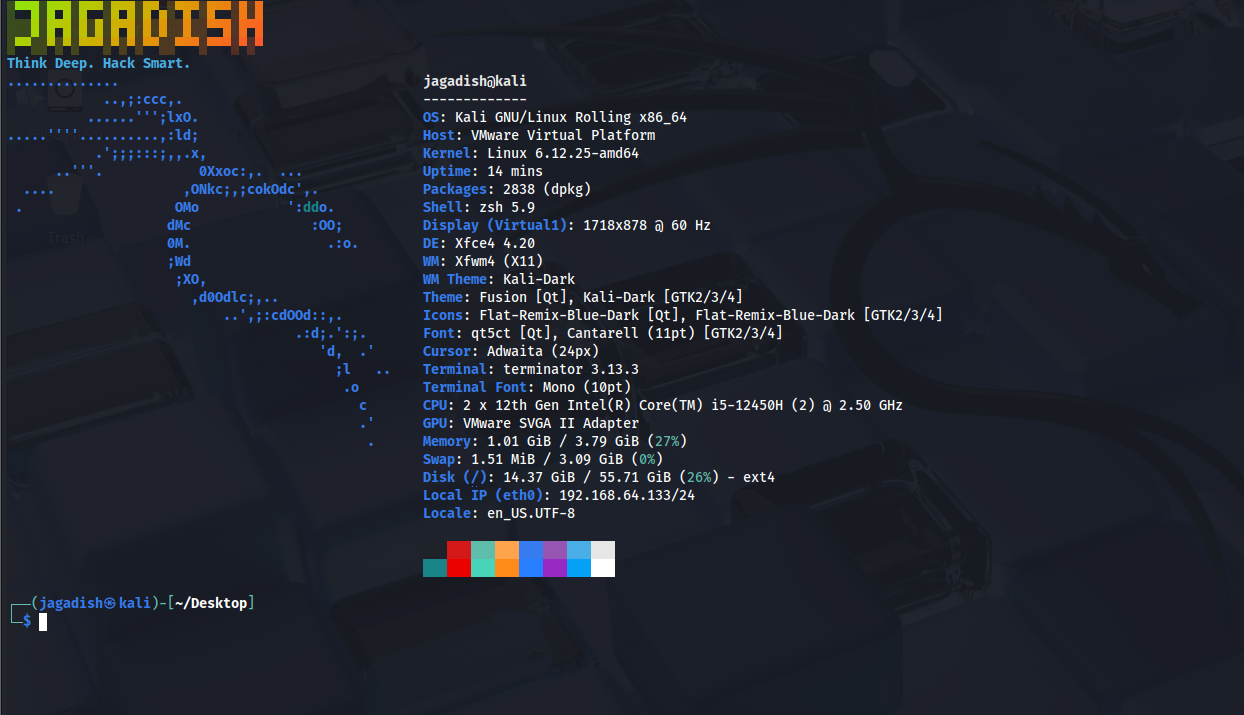 JAGADISH
Think Deep. Hack Smart.
jagadish@kali
-------------
OS: Kali GNU/Linux Rolling x86_64
Host: VMware Virtual Platform
Kernel: Linux 6.12.25-amd64
Uptime: 14 mins
Packages: 2838 (dpkg)
Shell: zsh 5.9
Display (Virtual1): 1718x878 @ 60 Hz
DE: Xfce4 4.20
WM: Xfwm4 (X11)
WM Theme: Kali-Dark
Theme: Fusion [Qt], Kali-Dark [GTK2/3/4]
Icons: Flat-Remix-Blue-Dark [Qt], Flat-Remix-Blue-Dark [GTK2/3/4]
Font: qt5ct [Qt], Cantarell (11pt) [GTK2/3/4]
Cursor: Adwaita (24px)
Terminal: terminator 3.13.3
Terminal Font: Mono (10pt)
CPU: 2 x 12th Gen Intel(R) Core(TM) i5-12450H (2) @ 2.50 GHz
GPU: VMware SVGA II Adapter
Memory: 1.01 GiB / 3.79 GiB (27%)
Swap: 1.51 MiB / 3.09 GiB (0%)
Disk (/): 14.37 GiB / 55.71 GiB (26%) - ext4
Local IP (eth0): 192.168.64.133/24
Locale: en_US.UTF-8
Trash
┌──(jagadish㉿kali)-[~/Desktop]
└─$